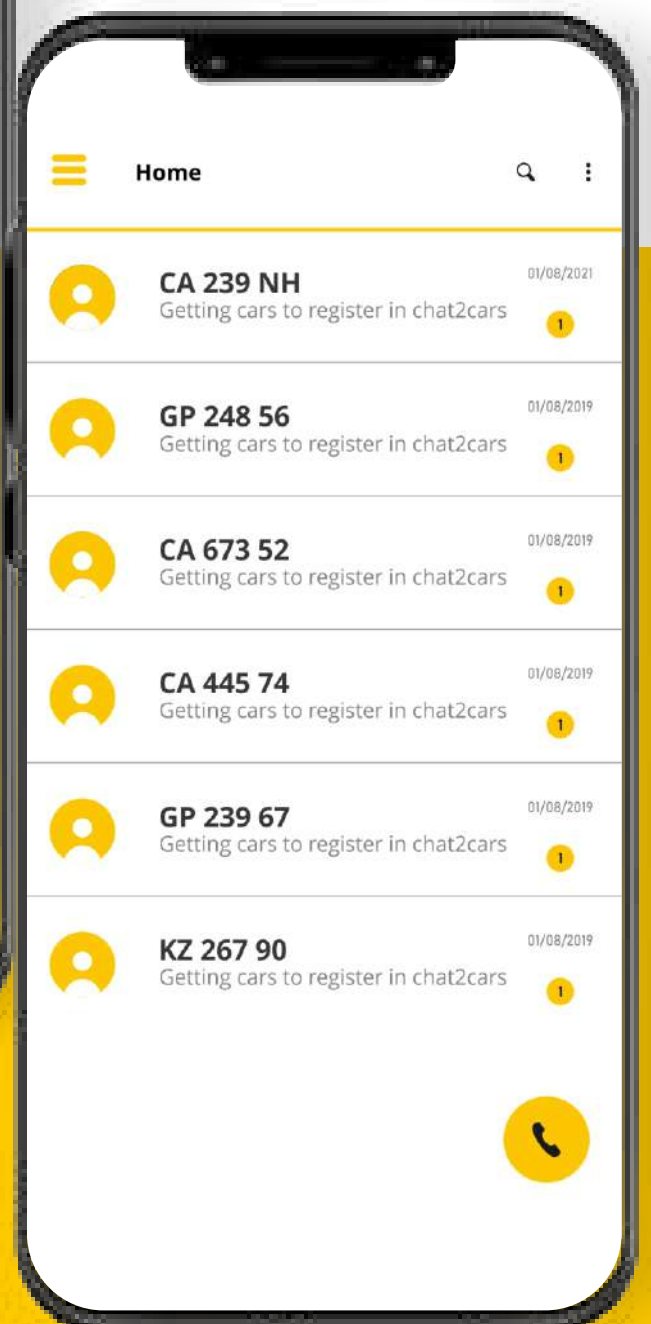 Home
CA 239 NH
01/08/2021
Getting cars to register in chat2cars
1
GP 248 56
01/08/2019
Getting cars to register in chat2cars
1
CA 673 52
01/08/2019
Getting cars to register in chat2cars
1
CA 445 74
01/08/2019
Getting cars to register in chat2cars
1
GP 239 67
01/08/2019
Getting cars to register in chat2cars
1
KZ 267 90
01/08/2019
Getting cars to register in chat2cars
1